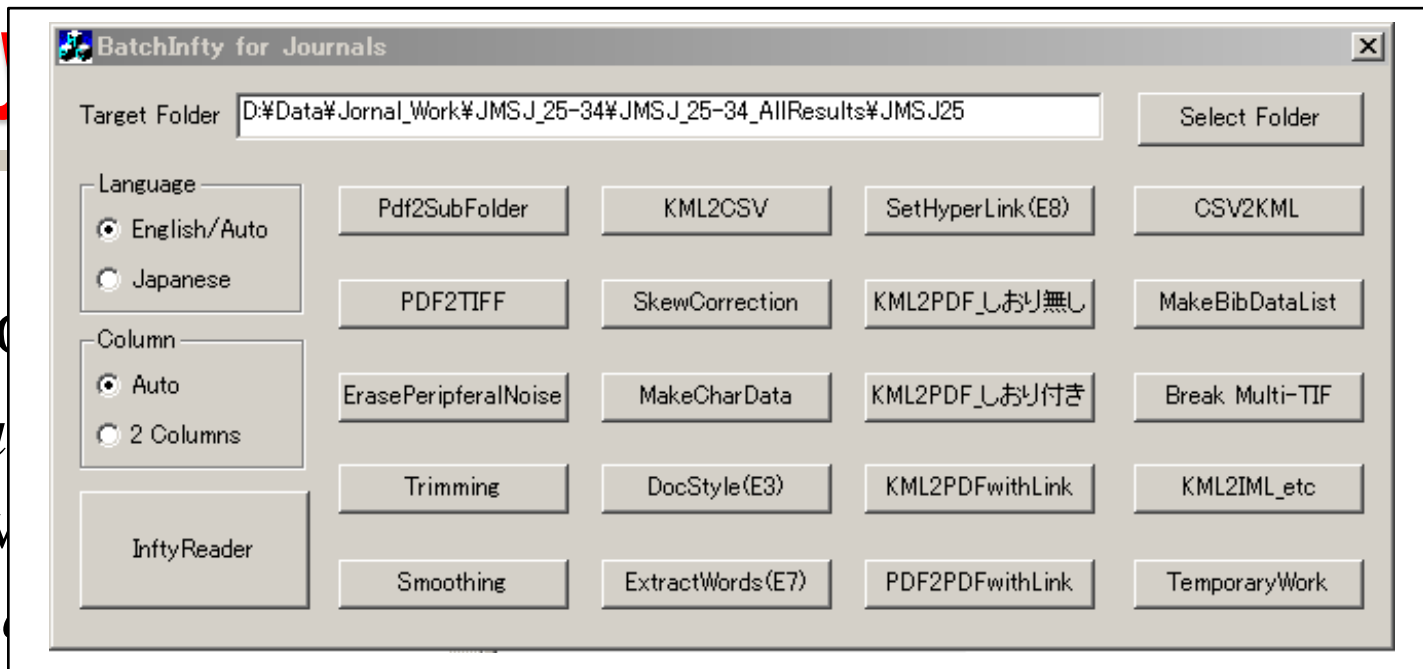 BatchInfty for Journals
Target Folder D:¥Data¥Jornal_Work¥JMSJ_25-34¥JMSJ_25-34_AllResults¥JMSJ25 Select Folder
Language
English/Auto
Japanese
Column
Auto
2 Columns
InftyReader
Pdf2SubFolder KML2CSV SetHyperLink(E8) CSV2KML
PDF2TIFF SkewCorrection KML2PDF_しおり無し MakeBibDataList
ErasePeripferalNoise MakeCharData KML2PDF_しおり付き Break Multi-TIF
Trimming DocStyle(E3) KML2PDFwithLink KML2IML_etc
Smoothing ExtractWords(E7) PDF2PDFwithLink TemporaryWork